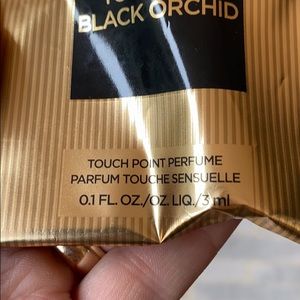 BLACK ORCHID
TOUCH POINT PERFUME
PARFUM TOUCHE SENSUELLE
0.1 FL. OZ./OZ. LIQ./3 ml